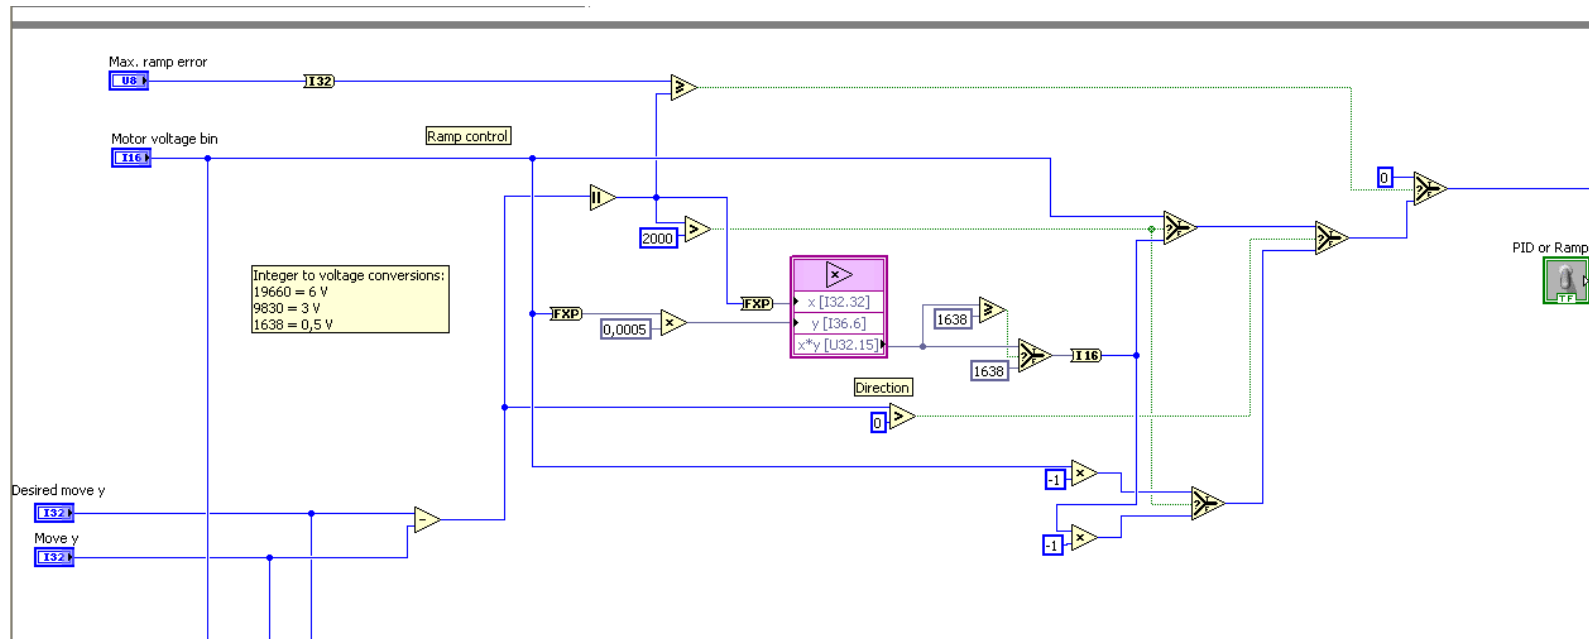 Max. ramp error
U8
I32
Motor voltage bin
I16
Ramp control
0
2000
PID or Ramp
TF
Integer to voltage conversions:
19660 = 6 V
9830 = 3 V
1638 = 0,5 V
FXP
0,0005
FXP
x [I32.32]
y [I36.6]
x*y [U32.15]
1638
1638
I16
Direction
0
-1
-1
Desired move y
I32
Move y
I32